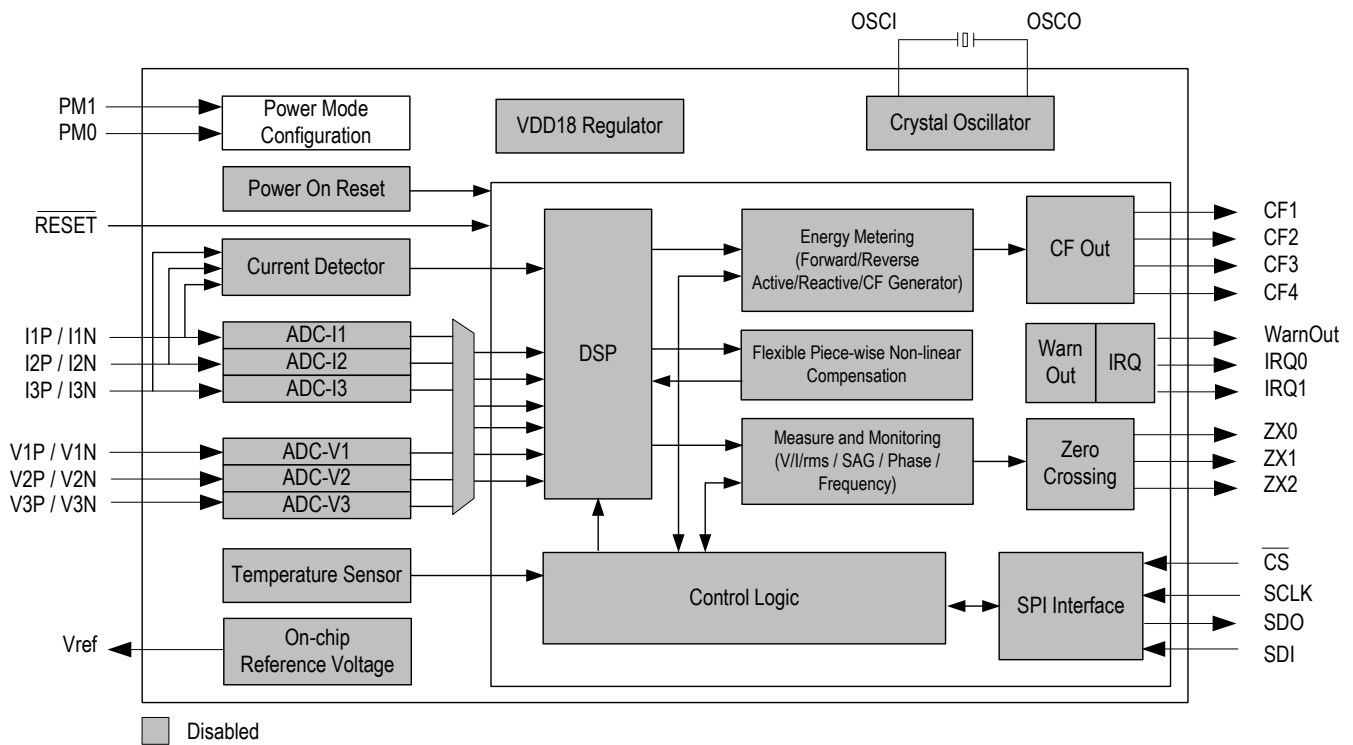 OSCI
OSCO
PM1
PM0
Power Mode
Configuration
VDD18 Regulator
Crystal Oscillator
Power On Reset
RESET
Current Detector
I1P / I1N
I2P / I2N
I3P / I3N
ADC-I1
ADC-I2
ADC-I3
V1P / V1N
V2P / V2N
V3P / V3N
ADC-V1
ADC-V2
ADC-V3
Temperature Sensor
Vref
On-chip
Reference Voltage
DSP
Energy Metering
(Forward/Reverse
Active/Reactive/CF Generator)
Flexible Piece-wise Non-linear
Compensation
Measure and Monitoring
(V/I/rms / SAG / Phase /
Frequency)
Control Logic
CF Out
CF1
CF2
CF3
CF4
Warn
Out
IRQ
WarnOut
IRQ0
IRQ1
Zero
Crossing
ZX0
ZX1
ZX2
SPI Interface
CS
SCLK
SDO
SDI
Disabled